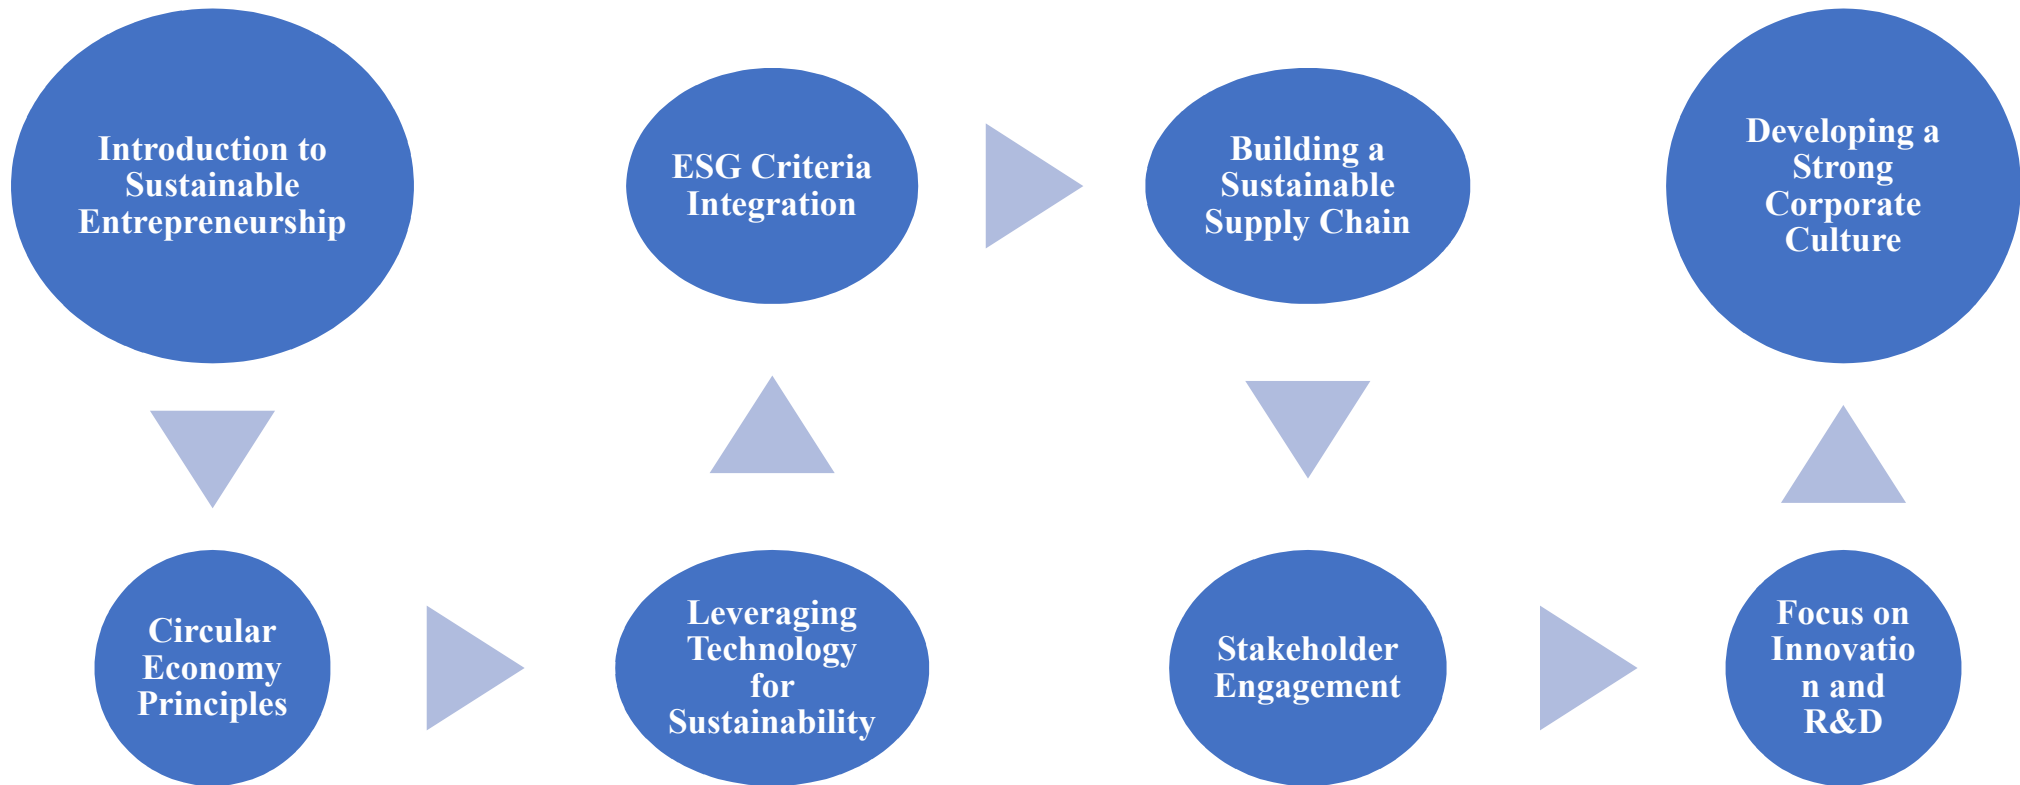 Introduction to
Sustainable
Entrepreneurship
Circular
Economy
Principles
Leveraging
Technology
for
Sustainability
ESG Criteria
Integration
Building a
Sustainable
Supply Chain
Stakeholder
Engagement
Focus on
Innovatio
n and
R&D
Developing a
Strong
Corporate
Culture